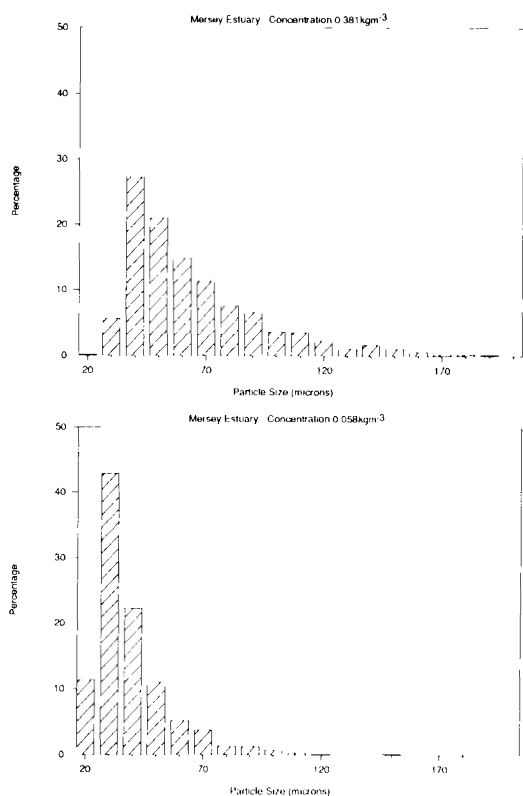 Mersey Estuary Concentration 0.381kgm-3
50
40
30
20
10
0
Percentage
20 70 120 170
Particle Size (microns)
Mersey Estuary Concentration 0.058kgm-3
50
40
30
20
10
0
Percentage
20 70 120 170
Particle Size (microns)